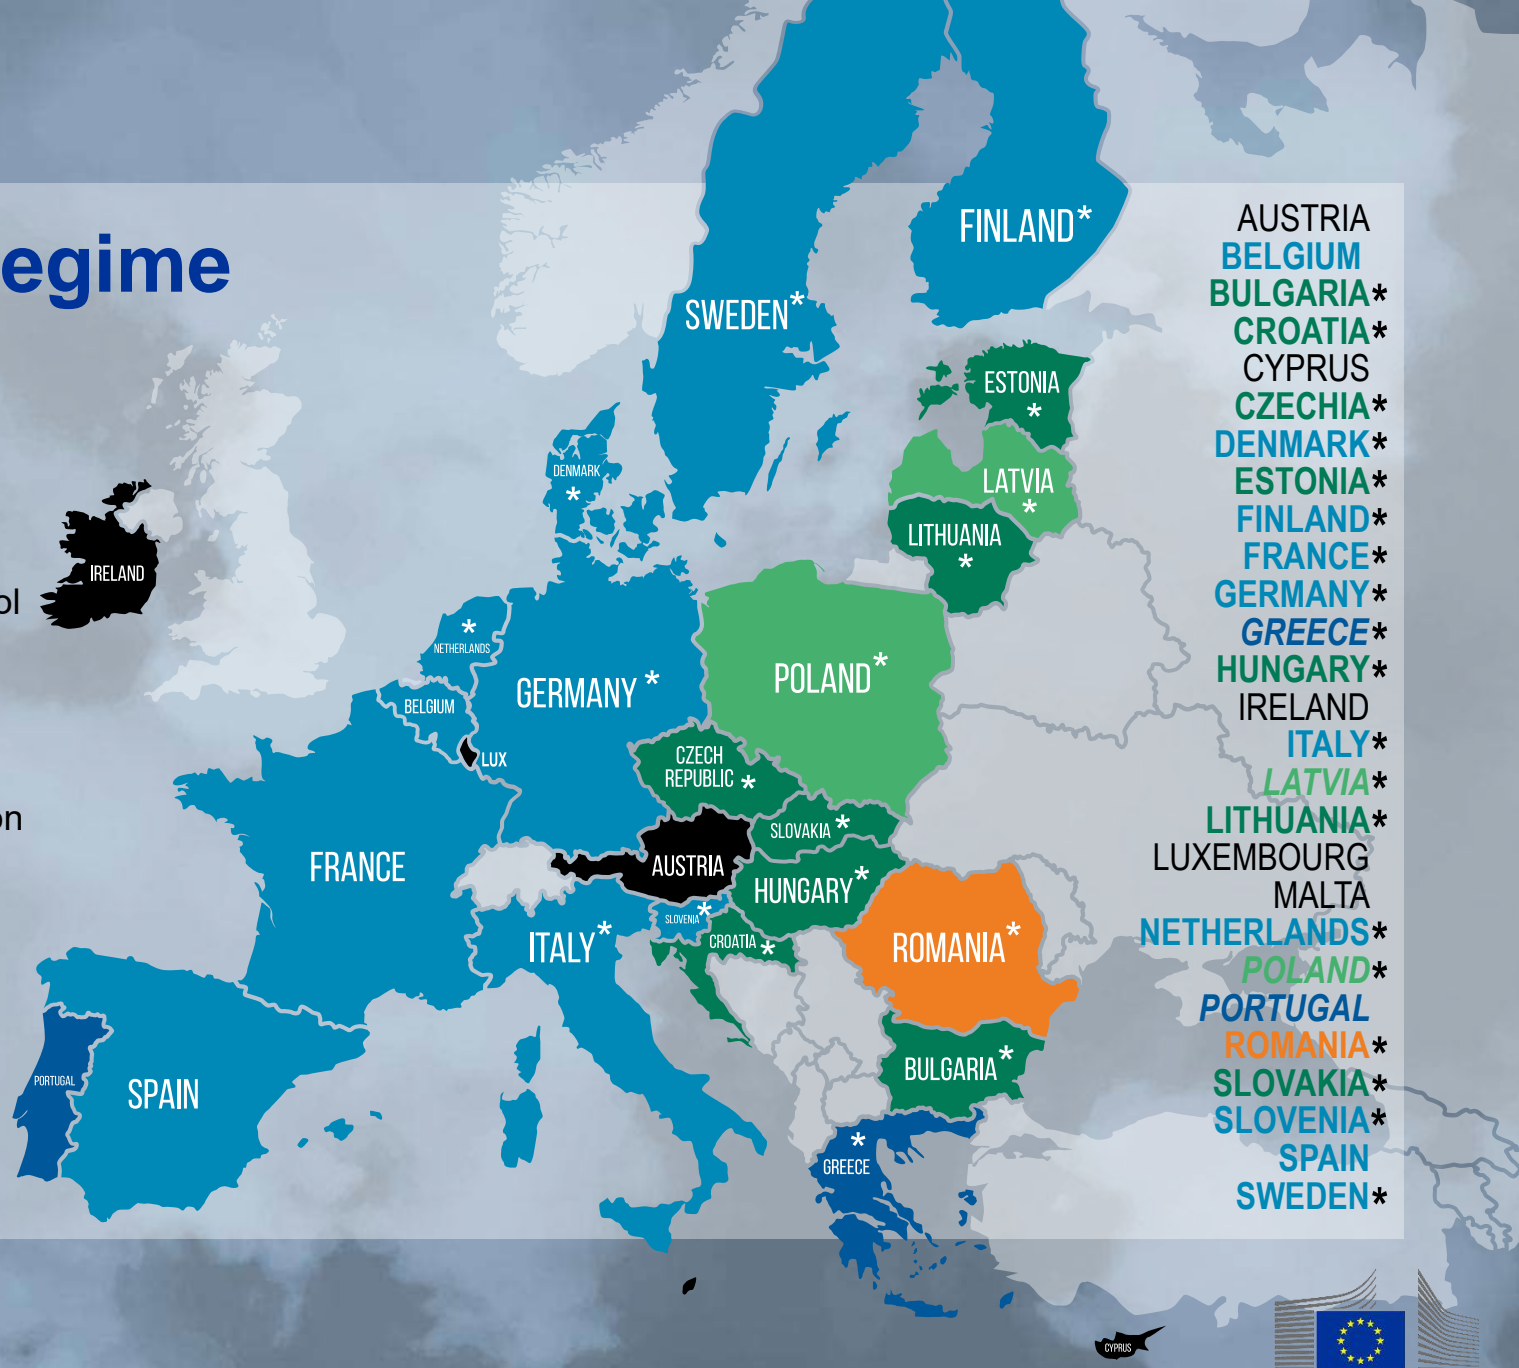 egime
ol
on
FINLAND*
SWEDEN*
ESTONIA
*
DENMARK
*
LATVIA
*
LITHUANIA
*
IRELAND
*
NETHERLANDS
GERMANY *
POLAND*
BELGIUM
LUX
CZECH
REPUBLIC *
SLOVAKIA *
FRANCE
AUSTRIA
HUNGARY*
SLOVENIA*
ITALY*
CROATIA *
ROMANIA*
PORTUGAL
SPAIN
BULGARIA*
*
GREECE
CYPRUS
AUSTRIA
BELGIUM
BULGARIA*
CROATIA*
CYPRUS
CZECHIA*
DENMARK*
ESTONIA*
FINLAND*
FRANCE*
GERMANY*
GREECE*
HUNGARY*
IRELAND
ITALY*
LATVIA*
LITHUANIA*
LUXEMBOURG
MALTA
NETHERLANDS*
POLAND*
PORTUGAL
ROMANIA*
SLOVAKIA*
SLOVENIA*
SPAIN
SWEDEN*